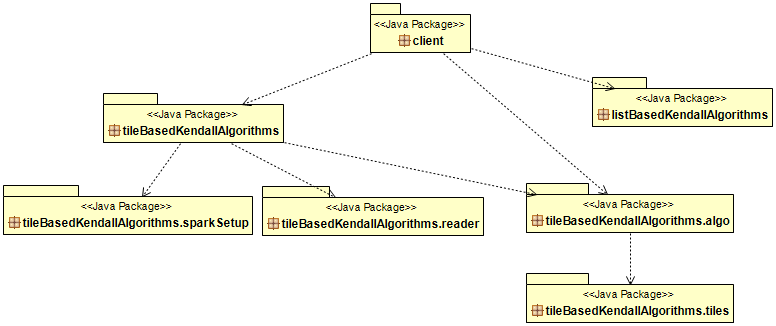 <<Java Package>>
client
<<Java Package>>
listBasedKendallAlgorithms
<<Java Package>>
tileBasedKendallAlgorithms
<<Java Package>>
tileBasedKendallAlgorithms.sparkSetup
<<Java Package>>
tileBasedKendallAlgorithms.reader
<<Java Package>>
tileBasedKendallAlgorithms.algo
<<Java Package>>
tileBasedKendallAlgorithms.tiles